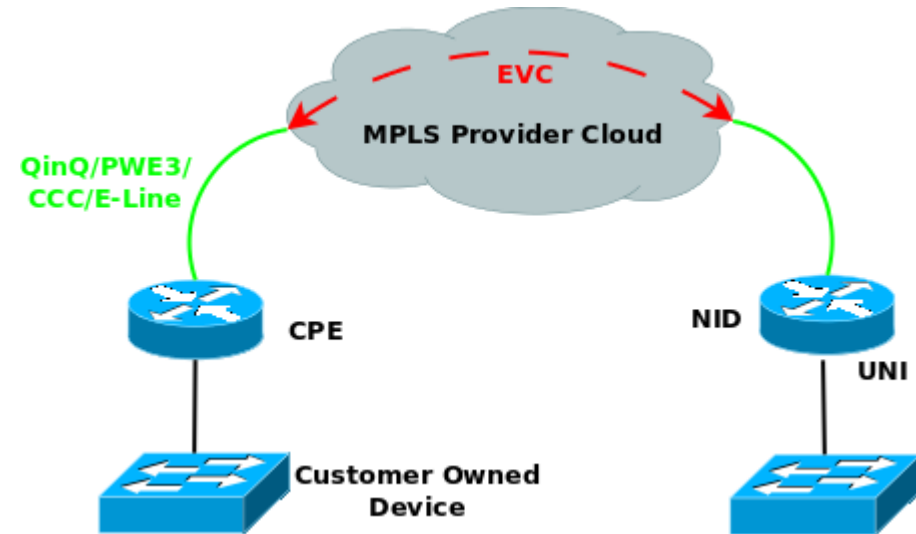 EVC
MPLS Provider Cloud
QinQ/PWE3/
CCC/E-Line
CPE
NID
UNI
Customer Owned
Device